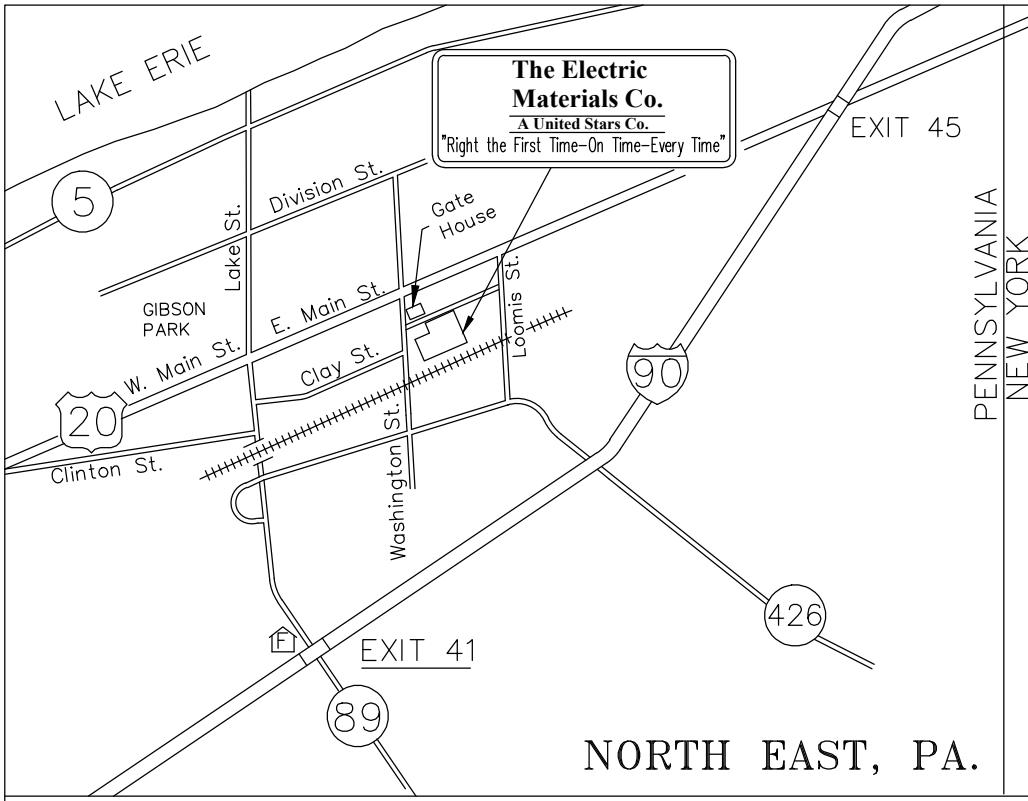 LAKE ERIE
The Electric
Materials Co.
A United Stars Co.
"Right the First Time-On Time-Every Time"
EXIT 45
5
Division St.
Gate
House
Lake St.
PENNSYLVANIA
NEW YORK
GIBSON
PARK
E. Main St.
Loomis St.
W. Main St.
Clay St.
90
20
Clinton St.
Washington St.
426
F
EXIT 41
89
NORTH EAST, PA.